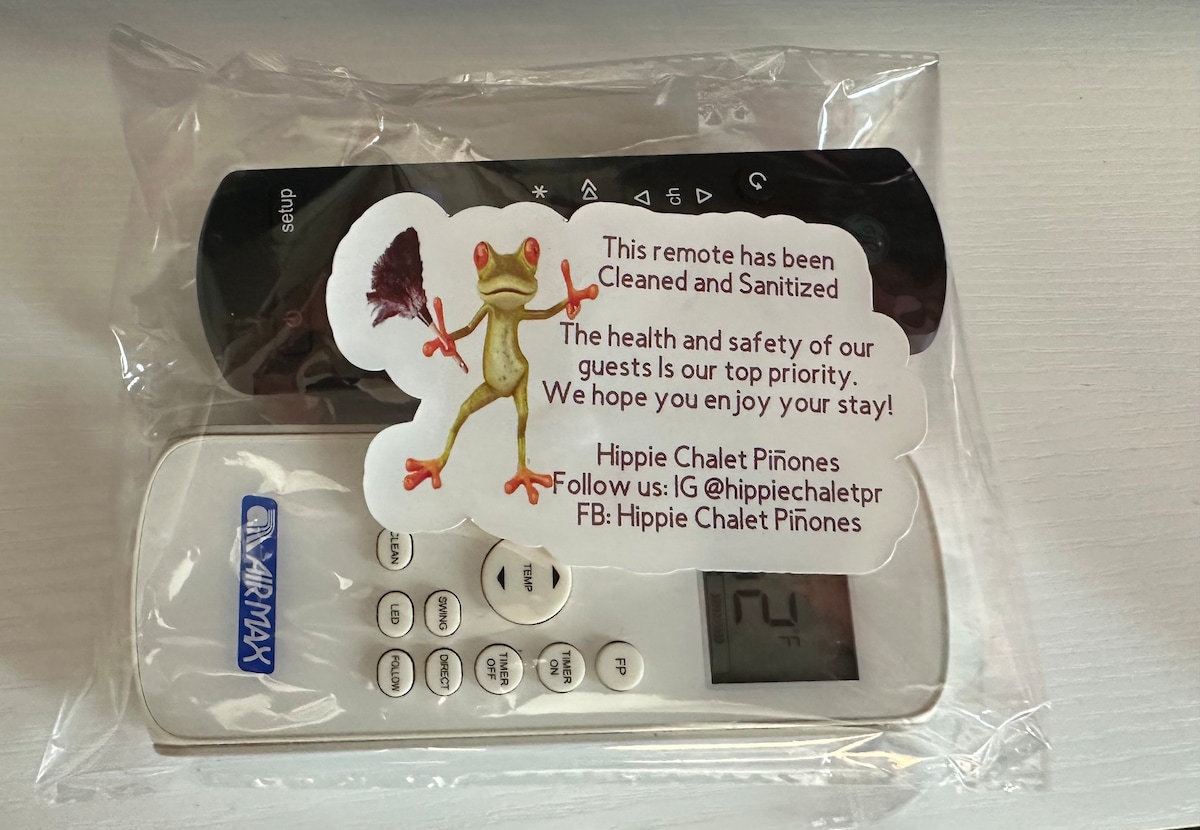 setup
ch
This remote has been
Cleaned and Sanitized
The health and safety of our
guests Is our top priority.
We hope you enjoy your stay!
Hippie Chalet Piñones
Follow us: IG @hippiechaletpr
FB: Hippie Chalet Piñones
AIRMAX
CLEAN
TEMP
LED
SWING
FOLLOW
DIRECT
TIMER
OFF
TIMER
ON
FP
2 F